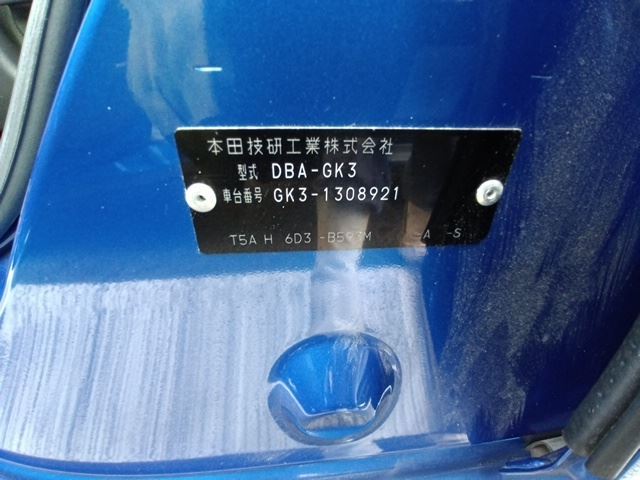 本田技研工業株式会社
型式 DBA-GK3
車台番号 GK3-1308921
T5A H 6D3 -B593M -A -S